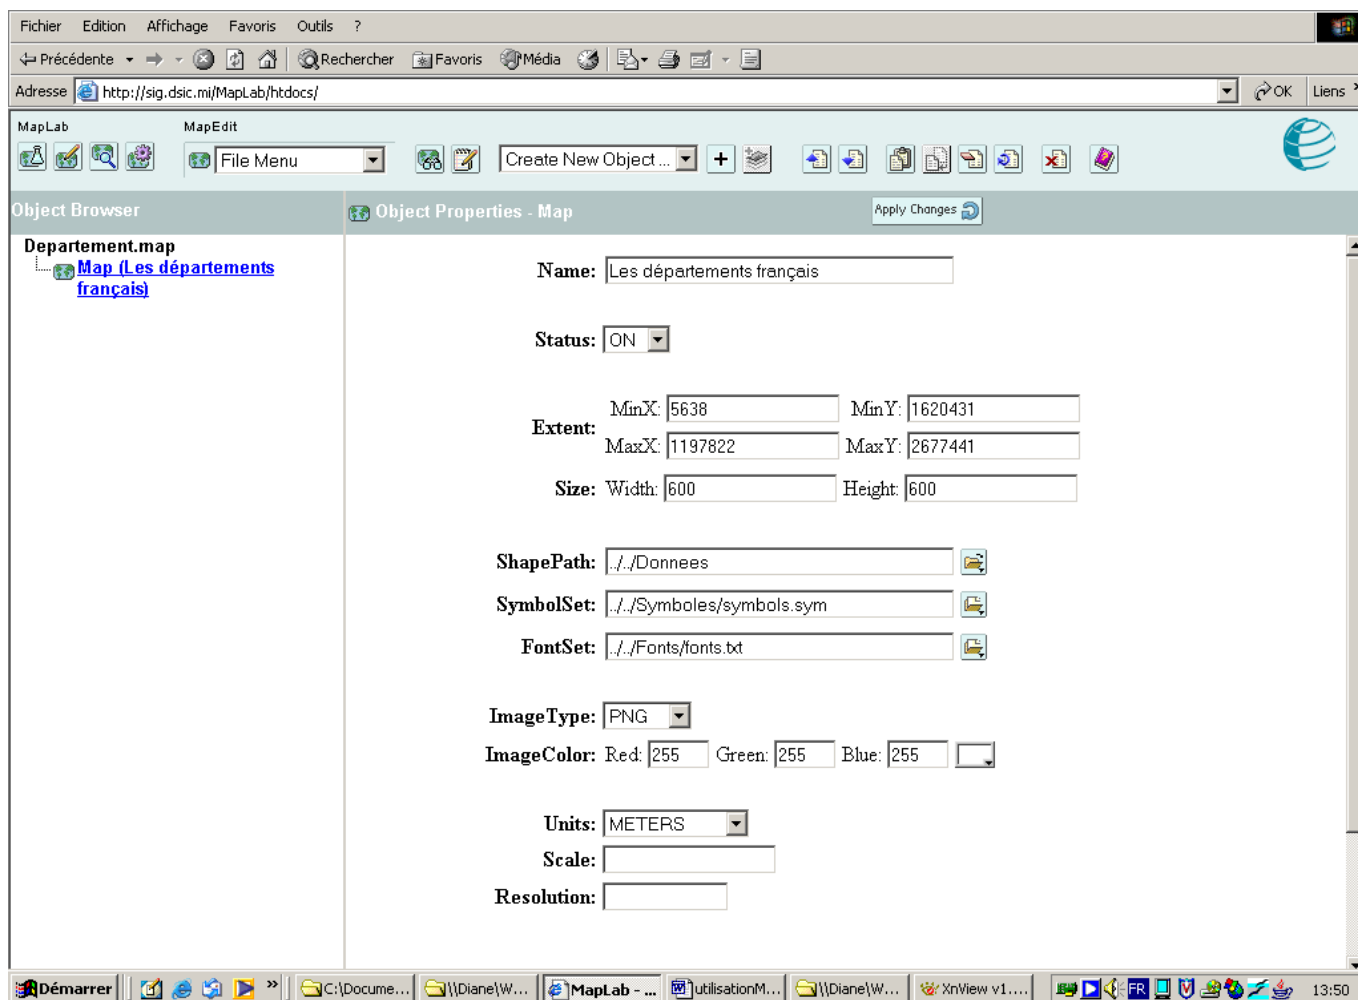 Fichier Edition Affichage Favoris Outils ?
Précédente Rechercher Favoris Média
Adresse http://sig.dsic.mi/MapLab/htdocs/ OK Liens
MapLab MapEdit
File Menu Create New Object ...
Object Browser Object Properties - Map Apply Changes
Departement.map
Map (Les départements
français)
Name: Les départements français
Status: ON
Extent:
MinX: 5638 MinY: 1620431
MaxX: 1197822 MaxY: 2677441
Size: Width: 600 Height: 600
ShapePath: ../../Donnees
SymbolSet: ../../Symboles/symbols.sym
FontSet: ../../Fonts/fonts.txt
ImageType: PNG
ImageColor: Red: 255 Green: 255 Blue: 255
Units: METERS
Scale:
Resolution:
Démarrer C:\Docume... \\Diane\W... MapLab - ... utilisationM... \\Diane\W... XnView v1.... FR 13:50